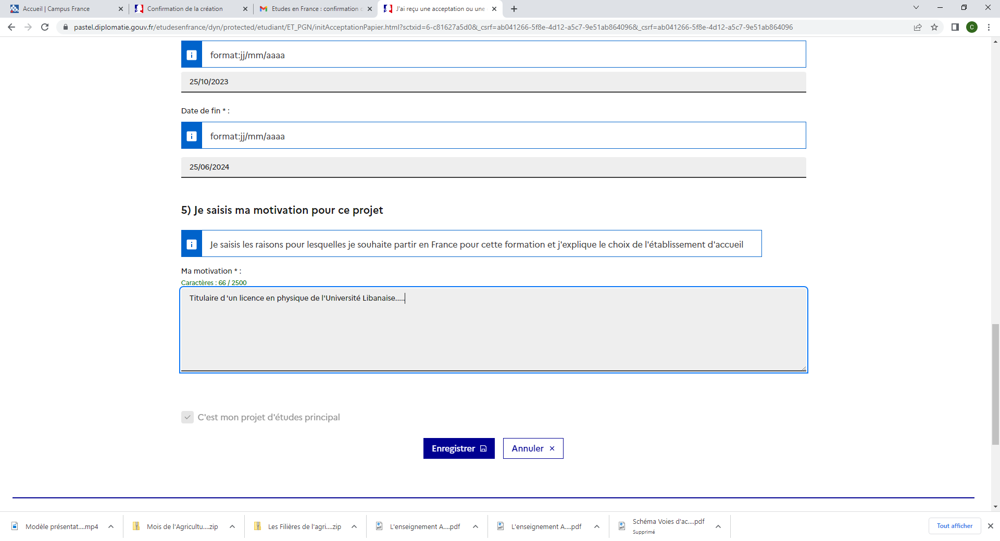 Accueil | Campus France
Confirmation de la création
Etudes en France : confirmation
J'ai reçu une acceptation ou une
pastel.diplomatie.gouv.fr/etudesenfrance/dyn/protected/etudiant/ET_PGN/initAcceptationPapier.html?sctxid=6-c81627a5d0&_csrf=ab041266-5f8e-4d12-a5c7-9e51ab864096&_csrf=ab041266-5f8e-4d12-a5c7-9e51ab864096
C
format:jj/mm/aaaa
25/10/2023
Date de fin * :
format:jj/mm/aaaa
25/06/2024
5) Je saisis ma motivation pour ce projet
Je saisis les raisons pour lesquelles je souhaite partir en France pour cette formation et j'explique le choix de l'établissement d'accueil
Ma motivation * :
Caractères : 66 / 2500
Titulaire d'un licence en physique de l'Université Libanaise.....
C'est mon projet d'études principal
Enregistrer
Annuler
Modèle présentat....mp4
Mois de l'Agricultu....zip
Les Filières de l'agri....zip
L'enseignement A....pdf
L'enseignement A....pdf
Schéma Voies d'ac....pdf
Supprimé
Tout afficher